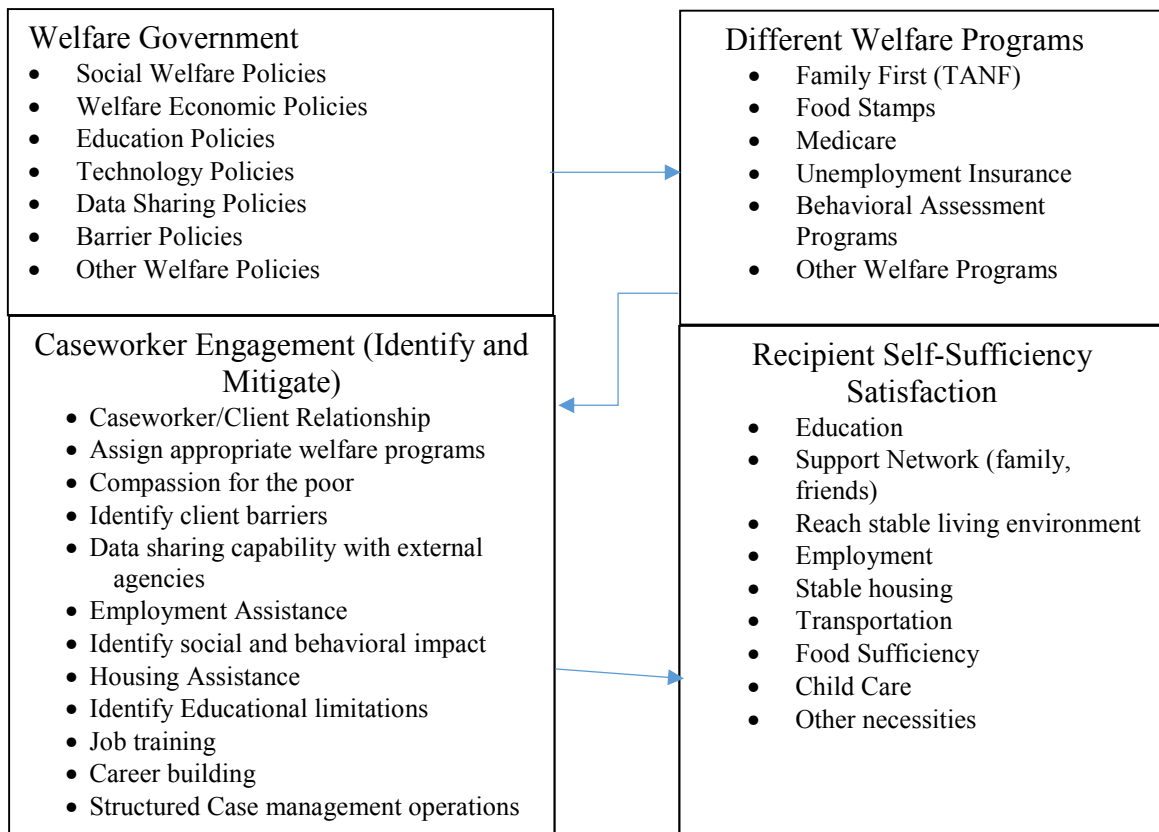 Welfare Government
• Social Welfare Policies
• Welfare Economic Policies
• Education Policies
• Technology Policies
• Data Sharing Policies
• Barrier Policies
• Other Welfare Policies
Different Welfare Programs
• Family First (TANF)
• Food Stamps
• Medicare
• Unemployment Insurance
• Behavioral Assessment
Programs
• Other Welfare Programs
Caseworker Engagement (Identify and
Mitigate)
• Caseworker/Client Relationship
• Assign appropriate welfare programs
• Compassion for the poor
• Identify client barriers
• Data sharing capability with external
agencies
• Employment Assistance
• Identify social and behavioral impact
• Housing Assistance
• Identify Educational limitations
• Job training
• Career building
• Structured Case management operations
Recipient Self-Sufficiency
Satisfaction
• Education
• Support Network (family,
friends)
• Reach stable living environment
• Employment
• Stable housing
• Transportation
• Food Sufficiency
• Child Care
• Other necessities